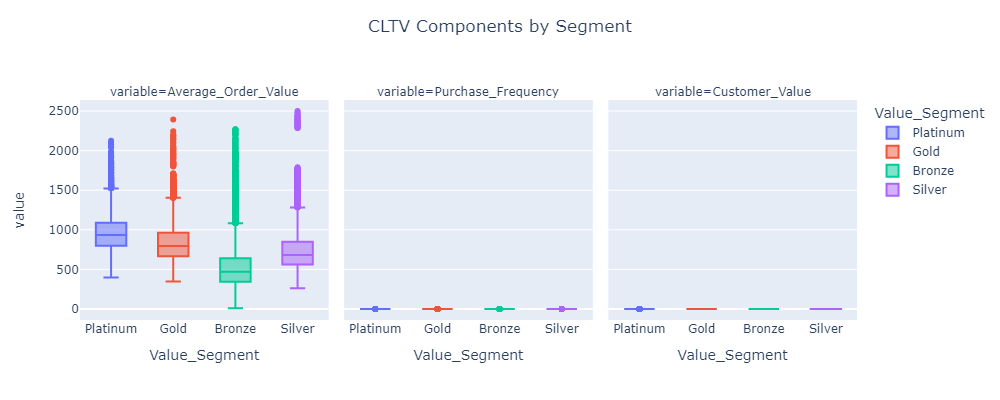 CLTV Components by Segment
variable=Average_Order_Value
variable=Purchase_Frequency
variable=Customer_Value
value
2500
2000
1500
1000
500
0
Platinum Gold Bronze Silver
Platinum Gold Bronze Silver
Platinum Gold Bronze Silver
Value_Segment
Value_Segment
Value_Segment
Value_Segment
Platinum
Gold
Bronze
Silver